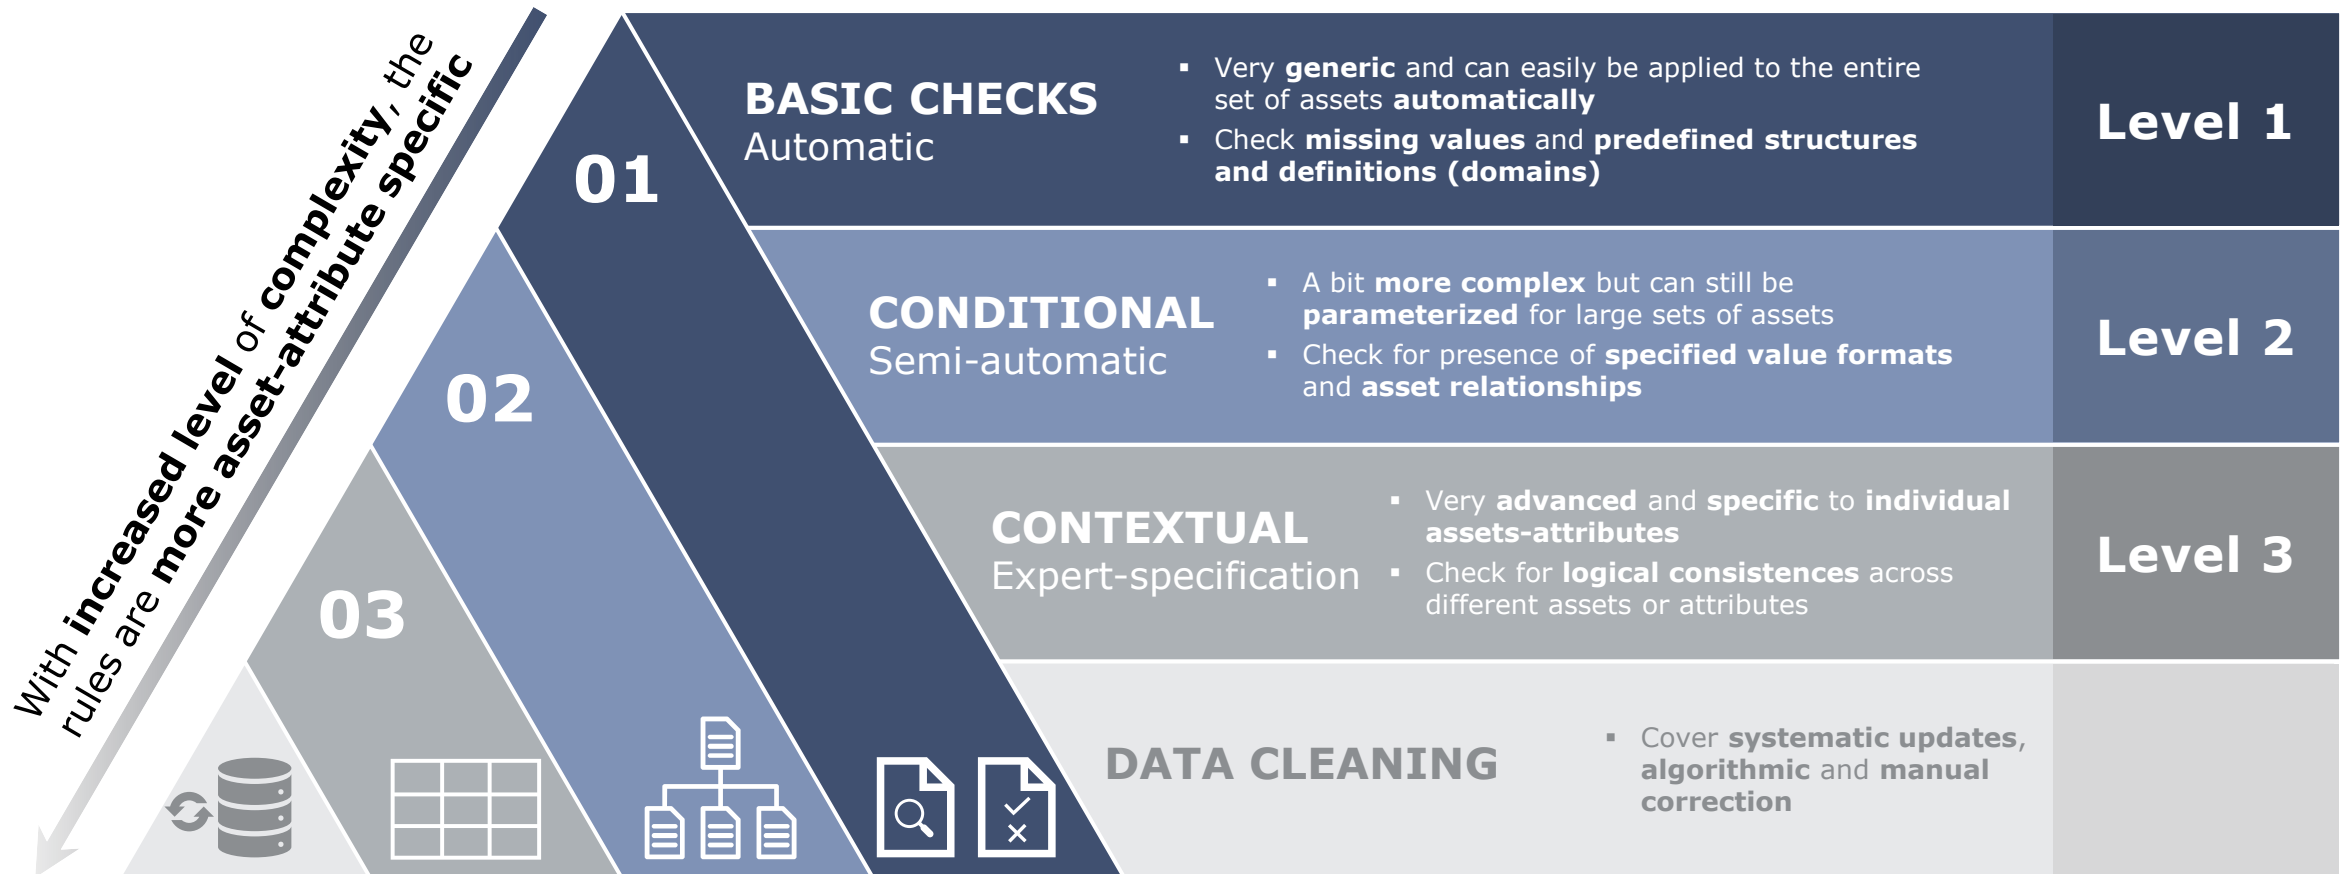 With increased level of complexity, the
rules are more asset-attribute specific
01
BASIC CHECKS
Automatic
▪ Very generic and can easily be applied to the entire
set of assets automatically
▪ Check missing values and predefined structures
and definitions (domains)
Level 1
02
CONDITIONAL
Semi-automatic
▪ A bit more complex but can still be
parameterized for large sets of assets
▪ Check for presence of specified value formats
and asset relationships
Level 2
03
CONTEXTUAL
Expert-specification
▪ Very advanced and specific to individual
assets-attributes
▪ Check for logical consistences across
different assets or attributes
Level 3
DATA CLEANING
▪ Cover systematic updates,
algorithmic and manual
correction